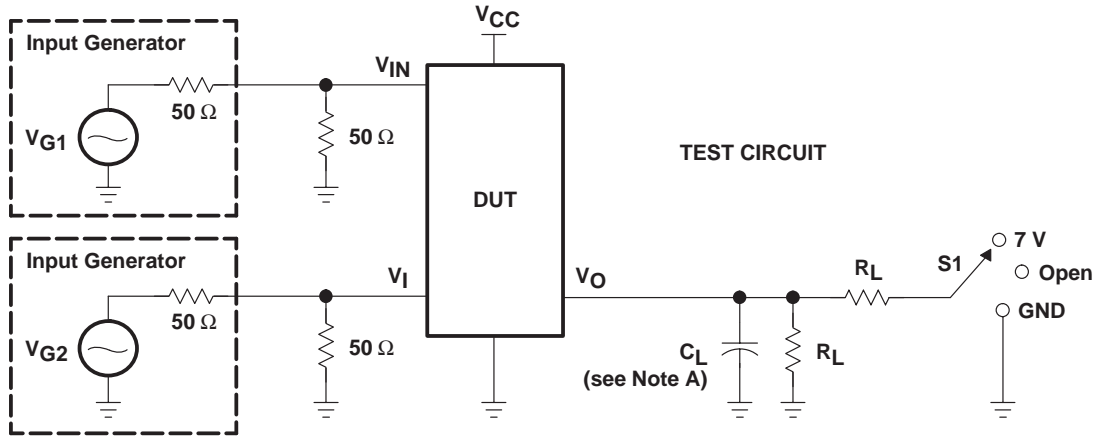 VCC
Input Generator
VIN
50 Ω
VG1
50 Ω
TEST CIRCUIT
DUT
Input Generator
VI
50 Ω
VG2
50 Ω
VO
RL
S1
7 V
Open
GND
CL
(see Note A)
RL